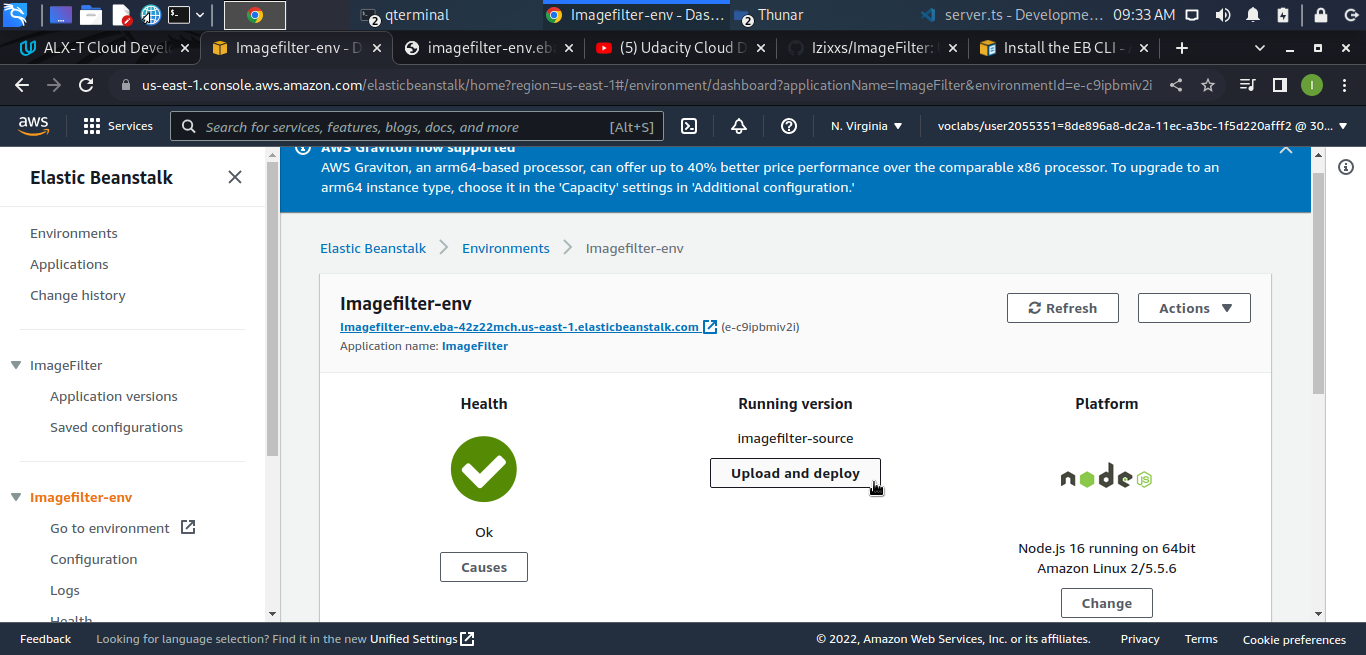 qterminal
2
Imagefilter-env - Das...
Thunar
2
server.ts - Developme...
09:33 AM
ALX-T Cloud Devel
Imagefilter-env - D
imagefilter-env.eb
(5) Udacity Cloud D
Izixxs/ImageFilter:
Install the EB CLI -
us-east-1.console.aws.amazon.com/elasticbeanstalk/home?region=us-east-1#/environment/dashboard?applicationName=ImageFilter&environmentId=e-c9ipbmiv2i
I
aws
Services
Search for services, features, blogs, docs, and more
[Alt+S]
N. Virginia
voclabs/user2055351=8de896a8-dc2a-11ec-a3bc-1f5d220afff2 @ 30...
Elastic Beanstalk
Environments
Applications
Change history
ImageFilter
Application versions
Saved configurations
Imagefilter-env
Go to environment
Configuration
Logs
Health
AWS Graviton now supported
AWS Graviton, an arm64-based processor, can offer up to 40% better price performance over the comparable x86 processor. To upgrade to an
arm64 instance type, choose it in the 'Capacity' settings in 'Additional configuration.'
Elastic Beanstalk
Environments
Imagefilter-env
Imagefilter-env
Imagefilter-env.eba-42z22mch.us-east-1.elasticbeanstalk.com (e-c9ipbmiv2i)
Application name: ImageFilter
Refresh
Actions
Health
Ok
Causes
Running version
imagefilter-source
Upload and deploy
Platform
node
JS
Node.js 16 running on 64bit
Amazon Linux 2/5.5.6
Change
Feedback
Looking for language selection? Find it in the new Unified Settings
© 2022, Amazon Web Services, Inc. or its affiliates.
Privacy
Terms
Cookie preferences